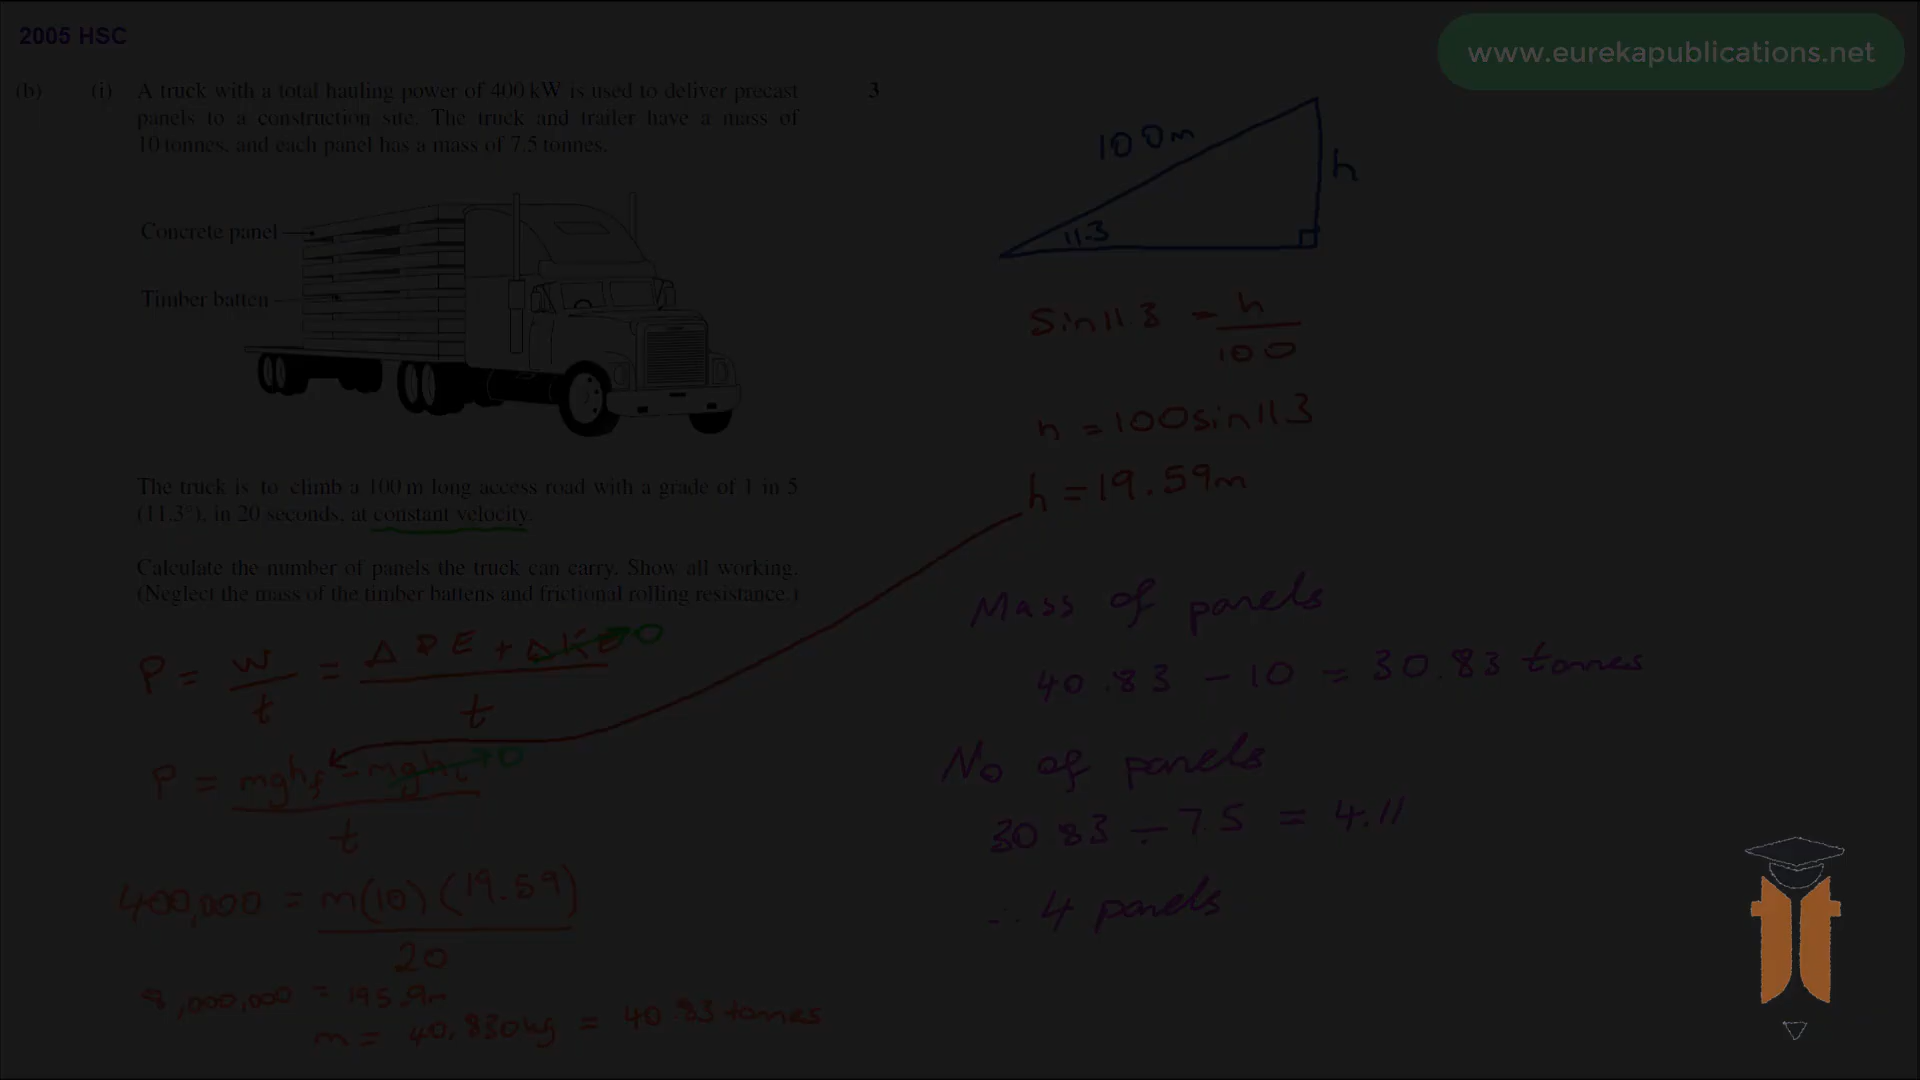 2005 HSC
www.eurekapublications.net
(b) (i) A truck with a total hauling power of 400 kW is used to deliver precast 3
panels to a construction site. The truck and trailer have a mass of
10 tonnes, and each panel has a mass of 7.5 tonnes.
Concrete panel
Timber batten
The truck is to climb a 100 m long access road with a grade of 1 in 5
(11.3°), in 20 seconds, at constant velocity.
Calculate the number of panels the truck can carry. Show all working.
(Neglect the mass of the timber battens and frictional rolling resistance.)
P = W/t = ΔPE + ΔKE/t → 0
P = mghf - mghi/t → 0
400,000 = m(10)(19.59)/20
8,000,000 = 195.9m
m = 40,830kg = 40.83 tonnes
100m
h
11.3
Sin11.3 = h/100
h = 100sin11.3
h = 19.59m
Mass of panels
40.83 - 10 = 30.83 tonnes
No of panels
30.83 ÷ 7.5 = 4.11
∴ 4 panels